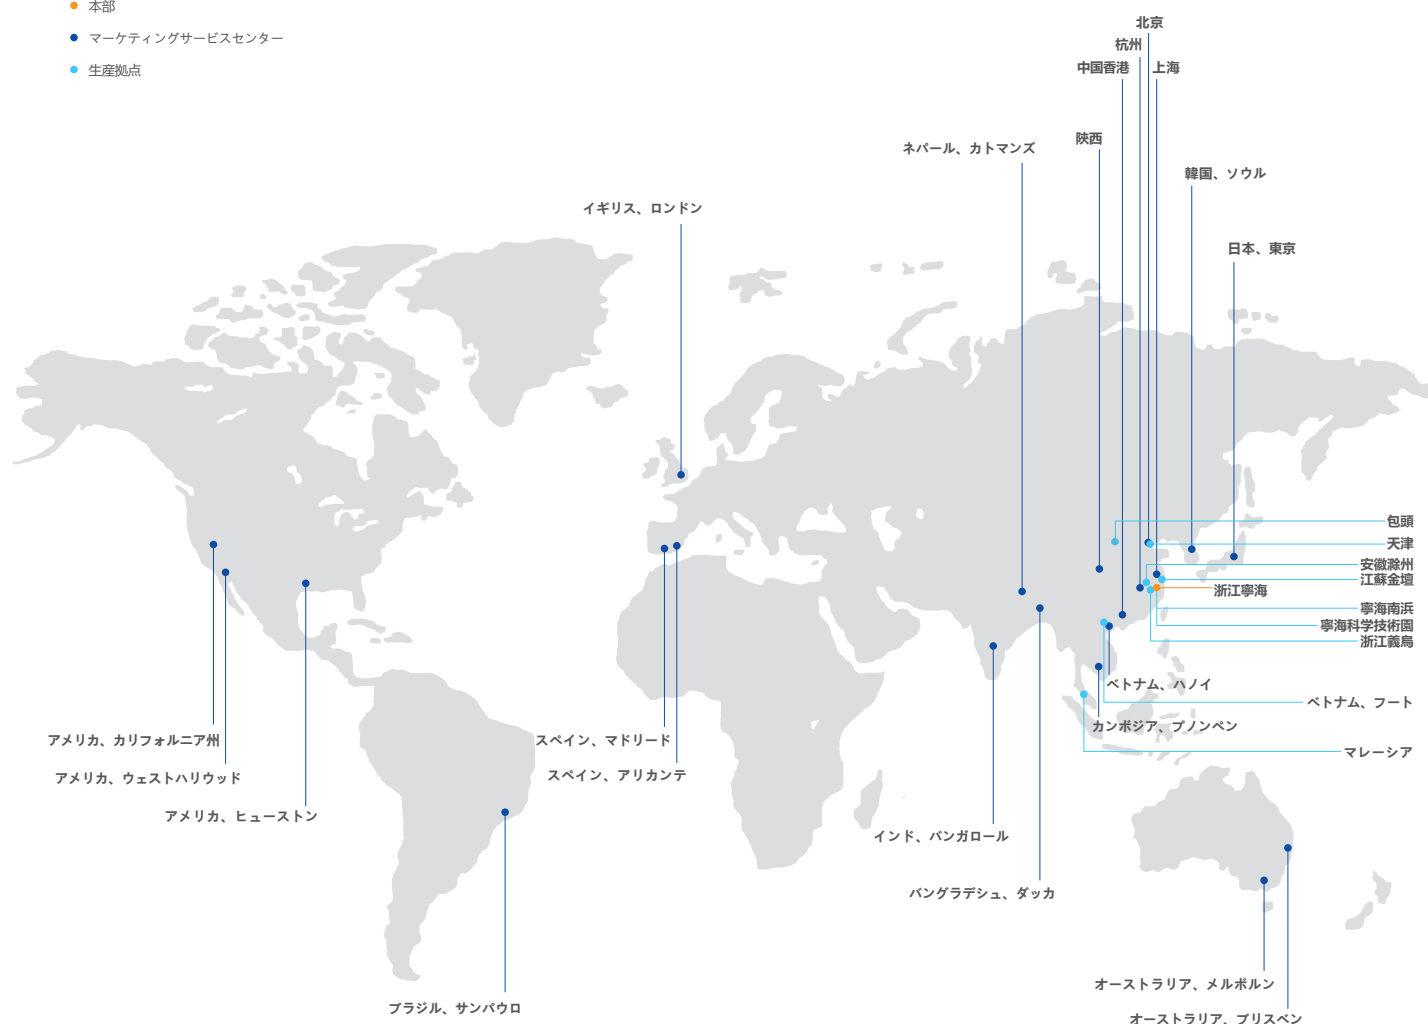 本部
マーケティングサービスセンター
生産拠点
北京
杭州
中国香港
上海
陝西
ネパール、カトマンズ
韓国、ソウル
イギリス、ロンドン
日本、東京
包頭
天津
安徽滁州
江蘇金壇
浙江寧海
寧海南浜
寧海科学技術園
浙江義烏
ベトナム、ハノイ
ベトナム、フート
カンボジア、プノンペン
マレーシア
アメリカ、カリフォルニア州
スペイン、マドリード
アメリカ、ウェストハリウッド
スペイン、アリカンテ
アメリカ、ヒューストン
インド、バンガロール
バングラデシュ、ダッカ
オーストラリア、メルボルン
ブラジル、サンパウロ
オーストラリア、ブリスベン